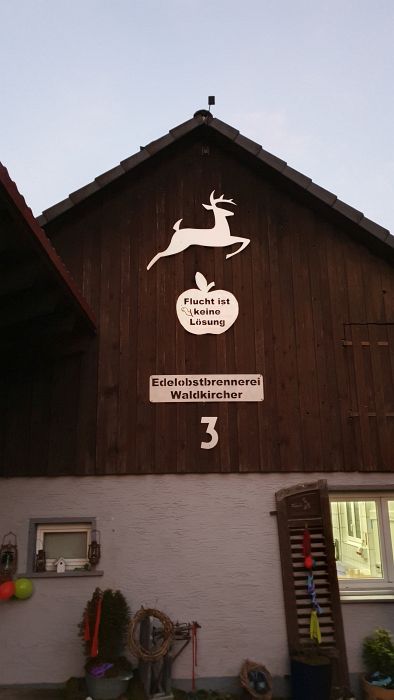 Flucht ist
keine
Lösung
Edelobstbrennerei
Waldkircher
3